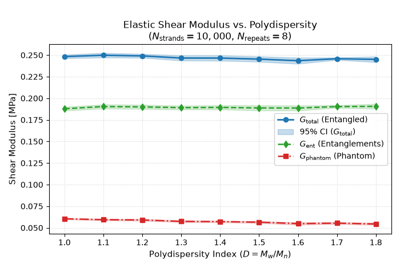 Elastic Shear Modulus vs. Polydispersity
(N_strands = 10,000, N_repeats = 8)
Shear Modulus [MPa]
0.250
0.225
0.200
0.175
0.150
0.125
0.100
0.075
0.050
G_total (Entangled)
95% CI (G_total)
G_ent (Entanglements)
G_phantom (Phantom)
1.0 1.1 1.2 1.3 1.4 1.5 1.6 1.7 1.8
Polydispersity Index (D = M_w/M_n)